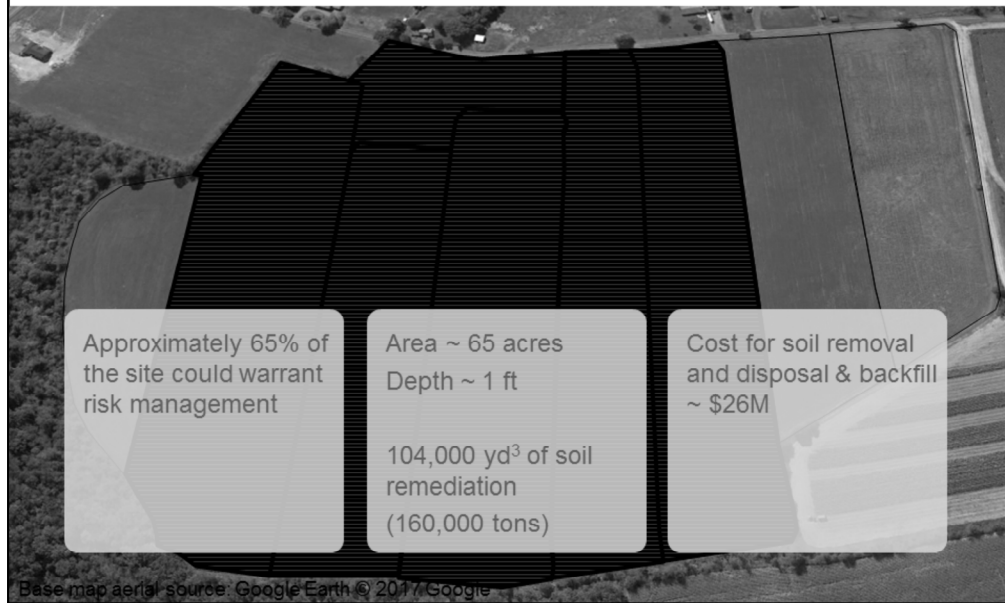 Approximately 65% of
the site could warrant
risk management
Area ~ 65 acres
Depth ~ 1 ft
104,000 yd³ of soil
remediation
(160,000 tons)
Cost for soil removal
and disposal & backfill
~ $26M
Base map aerial source: Google Earth © 2017 Google